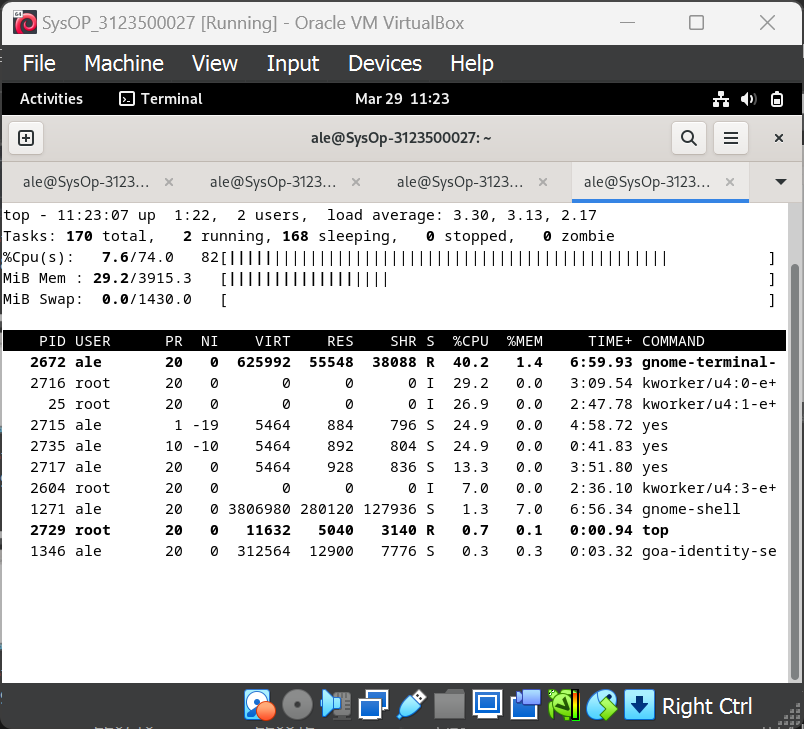 SysOP_3123500027 [Running] - Oracle VM VirtualBox
File Machine View Input Devices Help
Activities Terminal Mar 29 11:23
ale@SysOp-3123500027: ~
ale@SysOp-3123... ale@SysOp-3123... ale@SysOp-3123... ale@SysOp-3123...
top - 11:23:07 up 1:22, 2 users, load average: 3.30, 3.13, 2.17
Tasks: 170 total, 2 running, 168 sleeping, 0 stopped, 0 zombie
%Cpu(s): 7.6/74.0 82[|||||||||||||||||||||||||||||||||||||||||||||||||| ]
MiB Mem : 29.2/3915.3 [|||||||||||||||||| ]
MiB Swap: 0.0/1430.0 [ ]
PID USER PR NI VIRT RES SHR S %CPU %MEM TIME+ COMMAND
2672 ale 20 0 625992 55548 38088 R 40.2 1.4 6:59.93 gnome-terminal-
2716 root 20 0 0 0 0 I 29.2 0.0 3:09.54 kworker/u4:0-e+
25 root 20 0 0 0 0 I 26.9 0.0 2:47.78 kworker/u4:1-e+
2715 ale 1 -19 5464 884 796 S 24.9 0.0 4:58.72 yes
2735 ale 10 -10 5464 892 804 S 24.9 0.0 0:41.83 yes
2717 ale 20 0 5464 928 836 S 13.3 0.0 3:51.80 yes
2604 root 20 0 0 0 0 I 7.0 0.0 2:36.10 kworker/u4:3-e+
1271 ale 20 0 3806980 280120 127936 S 1.3 7.0 6:56.34 gnome-shell
2729 root 20 0 11632 5040 3140 R 0.7 0.1 0:00.94 top
1346 ale 20 0 312564 12900 7776 S 0.3 0.3 0:03.32 goa-identity-se
Right Ctrl